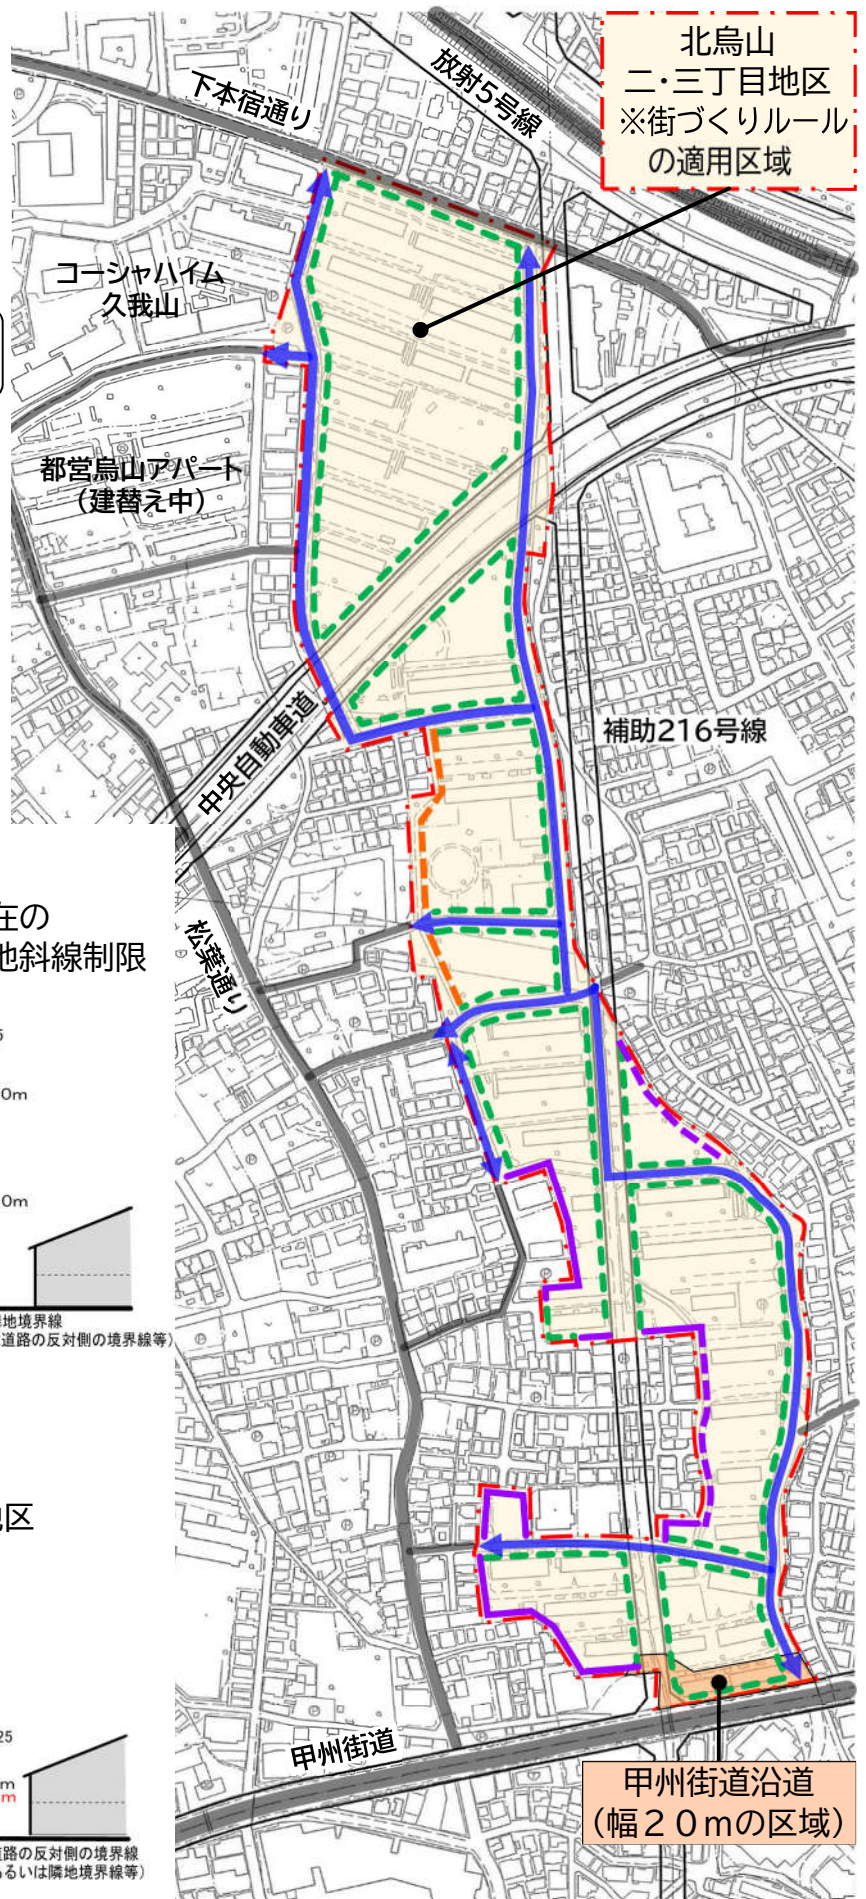 北烏山
二・三丁目地区
※街づくりルール
の適用区域
下本宿通り
放射5号線
コーシャハイム
久我山
都営烏山アパート
（建替え中）
中央自動車道
補助216号線
松葉通り
在の
地斜線制限
0m
0m
地境界線
道路の反対側の境界線等）
地区
25
m
m
路の反対側の境界線
あるいは隣地境界線等）
甲州街道
甲州街道沿道
（幅２０ｍの区域）